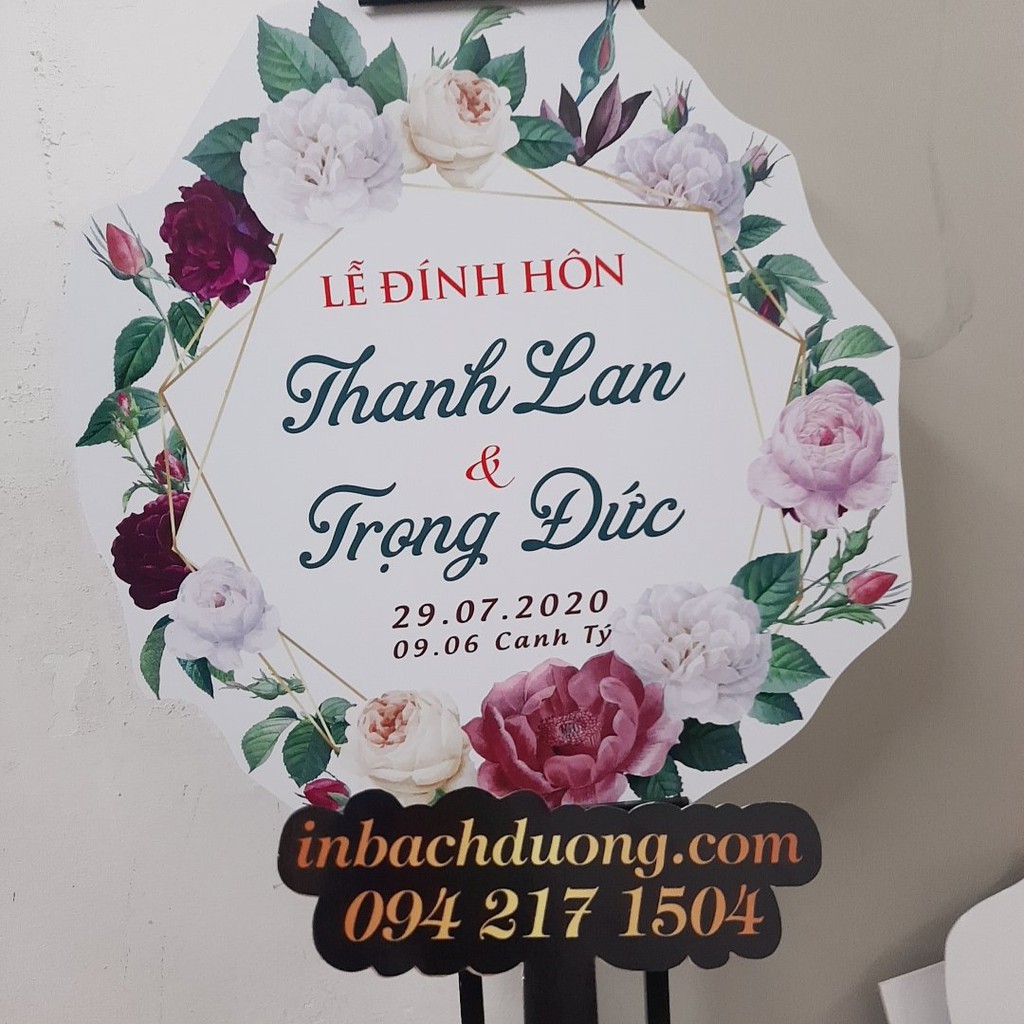 LỄ ĐÍNH HÔN
Thanh Lan
&
Trọng Đức
29.07.2020
09.06 Canh Tý
inbachduong.com
094 217 1504